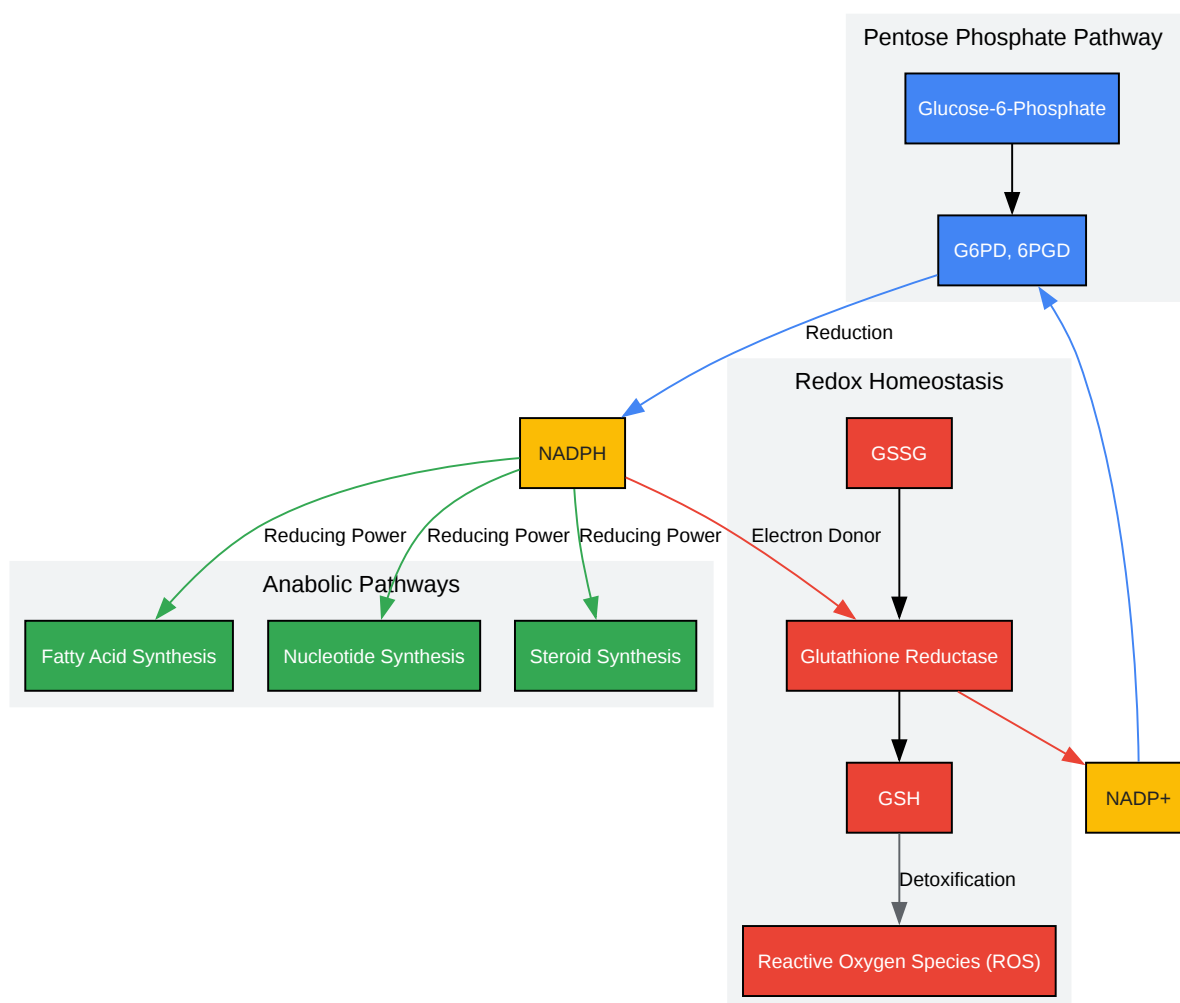 Pentose Phosphate Pathway
Glucose-6-Phosphate
G6PD, 6PGD
Reduction
Redox Homeostasis
NADPH
GSSG
Reducing Power
Reducing Power
Reducing Power
Electron Donor
Anabolic Pathways
Fatty Acid Synthesis
Nucleotide Synthesis
Steroid Synthesis
Glutathione Reductase
GSH
NADP+
Detoxification
Reactive Oxygen Species (ROS)